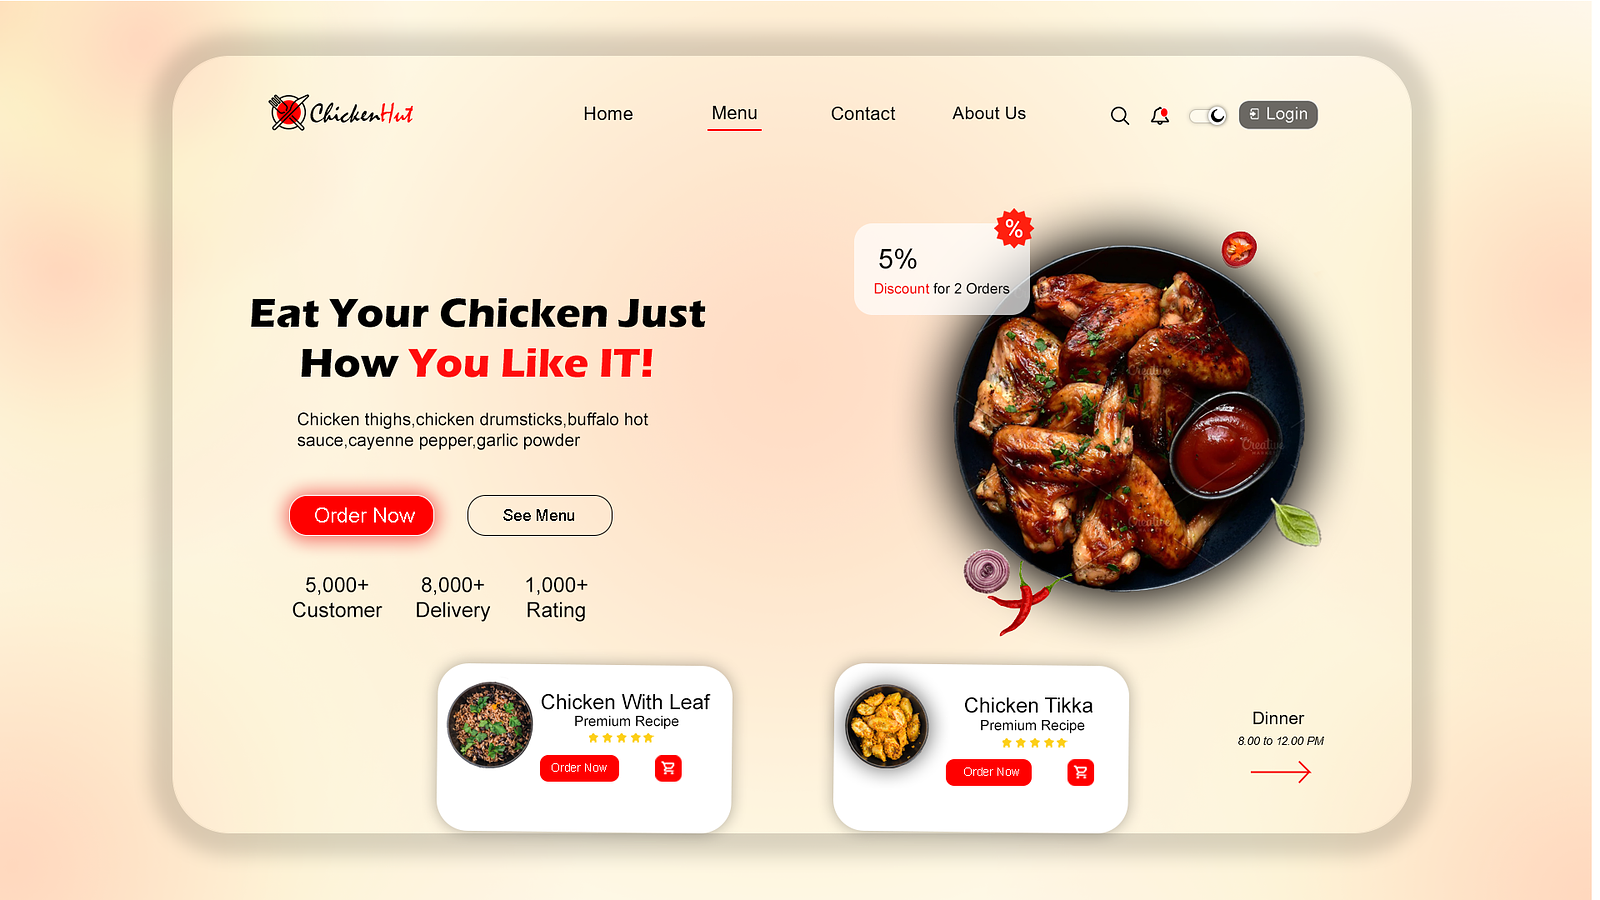 ChickenHut
Home
Menu
Contact
About Us
Login
%
5%
Discount for 2 Orders
Eat Your Chicken Just
How You Like IT!
Chicken thighs,chicken drumsticks,buffalo hot
sauce,cayenne pepper,garlic powder
Order Now
See Menu
5,000+
Customer
8,000+
Delivery
1,000+
Rating
Creative
Creative
Creative
Chicken With Leaf
Premium Recipe
Order Now
Chicken Tikka
Premium Recipe
Order Now
Dinner
8.00 to 12.00 PM